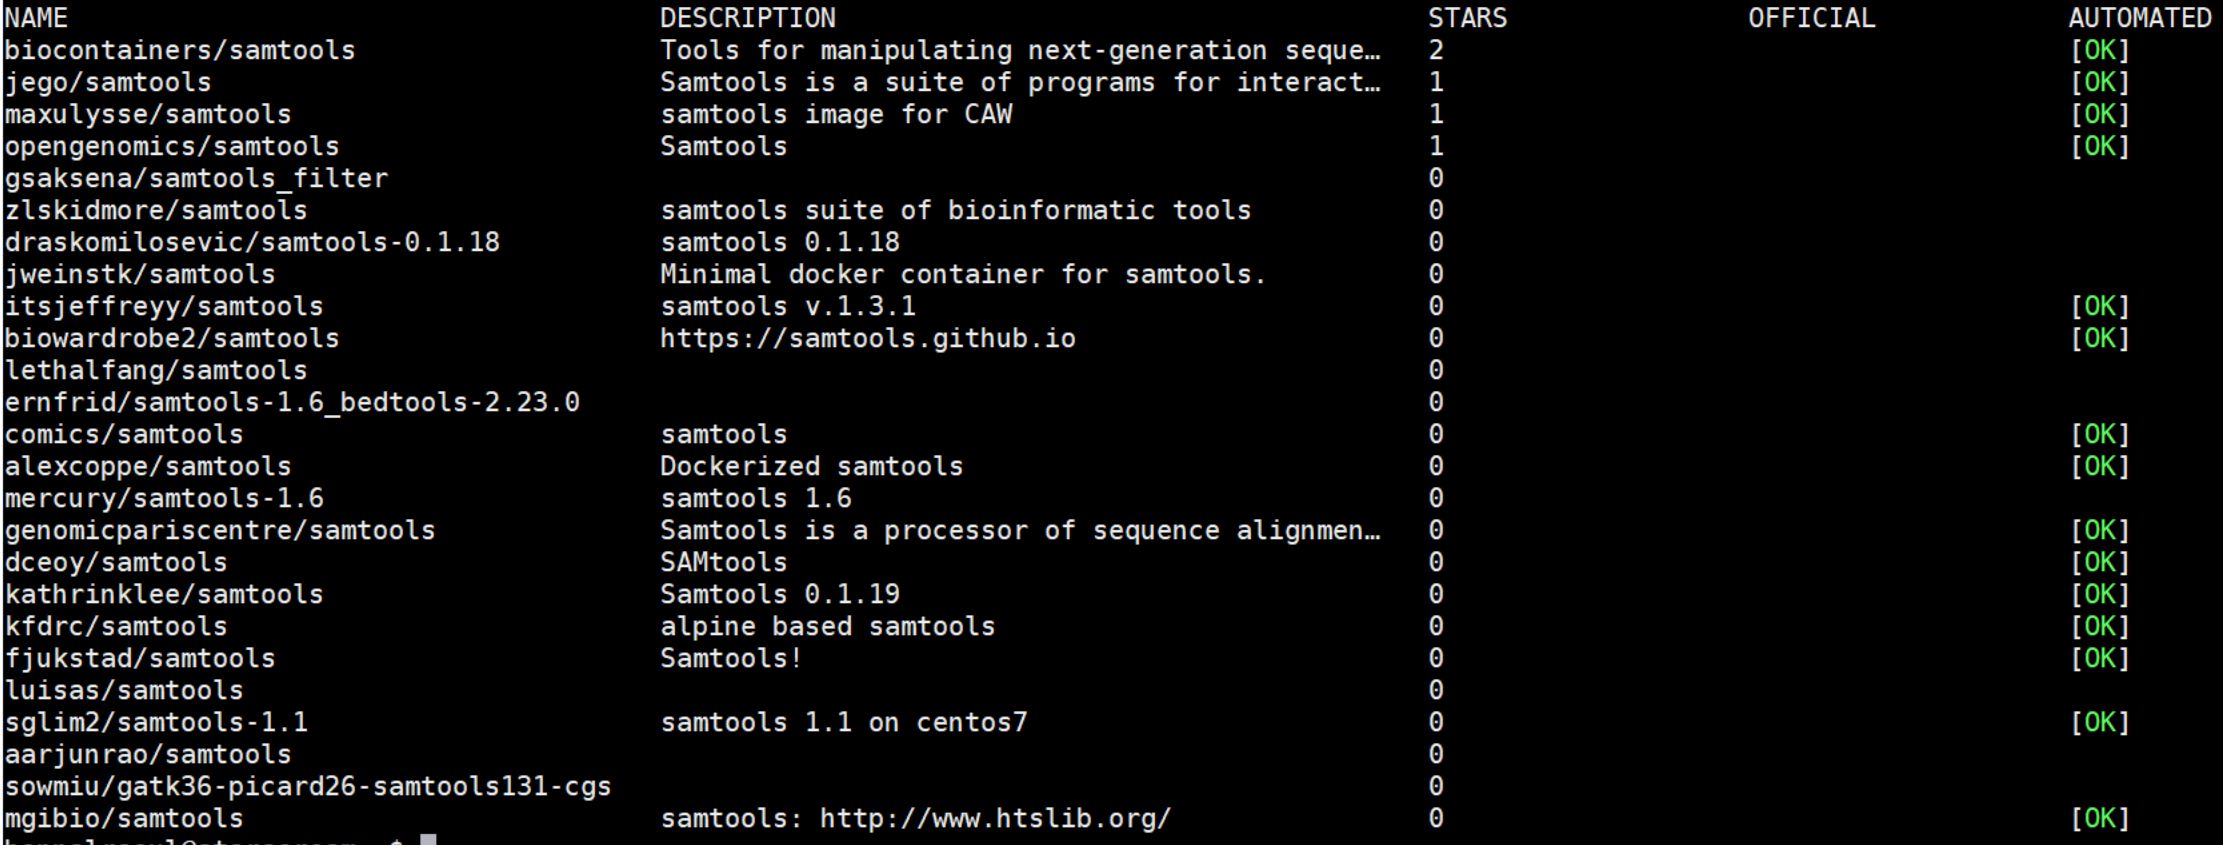 NAME DESCRIPTION STARS OFFICIAL AUTOMATED
biocontainers/samtools Tools for manipulating next-generation seque… 2 [OK]
jego/samtools Samtools is a suite of programs for interact… 1 [OK]
maxulysse/samtools samtools image for CAW 1 [OK]
opengenomics/samtools Samtools 1 [OK]
gsaksena/samtools_filter 0
zlskidmore/samtools samtools suite of bioinformatic tools 0
draskomilosevic/samtools-0.1.18 samtools 0.1.18 0
jweinstk/samtools Minimal docker container for samtools. 0
itsjeffreyy/samtools samtools v.1.3.1 0 [OK]
biowardrobe2/samtools https://samtools.github.io 0 [OK]
lethalfang/samtools 0
ernfrid/samtools-1.6_bedtools-2.23.0 0
comics/samtools samtools 0 [OK]
alexcoppe/samtools Dockerized samtools 0 [OK]
mercury/samtools-1.6 samtools 1.6 0
genomicpariscentre/samtools Samtools is a processor of sequence alignmen… 0 [OK]
dceoy/samtools SAMtools 0 [OK]
kathrinklee/samtools Samtools 0.1.19 0 [OK]
kfdrc/samtools alpine based samtools 0 [OK]
fjukstad/samtools Samtools! 0 [OK]
luisas/samtools 0
sglim2/samtools-1.1 samtools 1.1 on centos7 0 [OK]
aarjunrao/samtools 0
sowmiu/gatk36-picard26-samtools131-cgs 0
mgibio/samtools samtools: http://www.htslib.org/ 0 [OK]